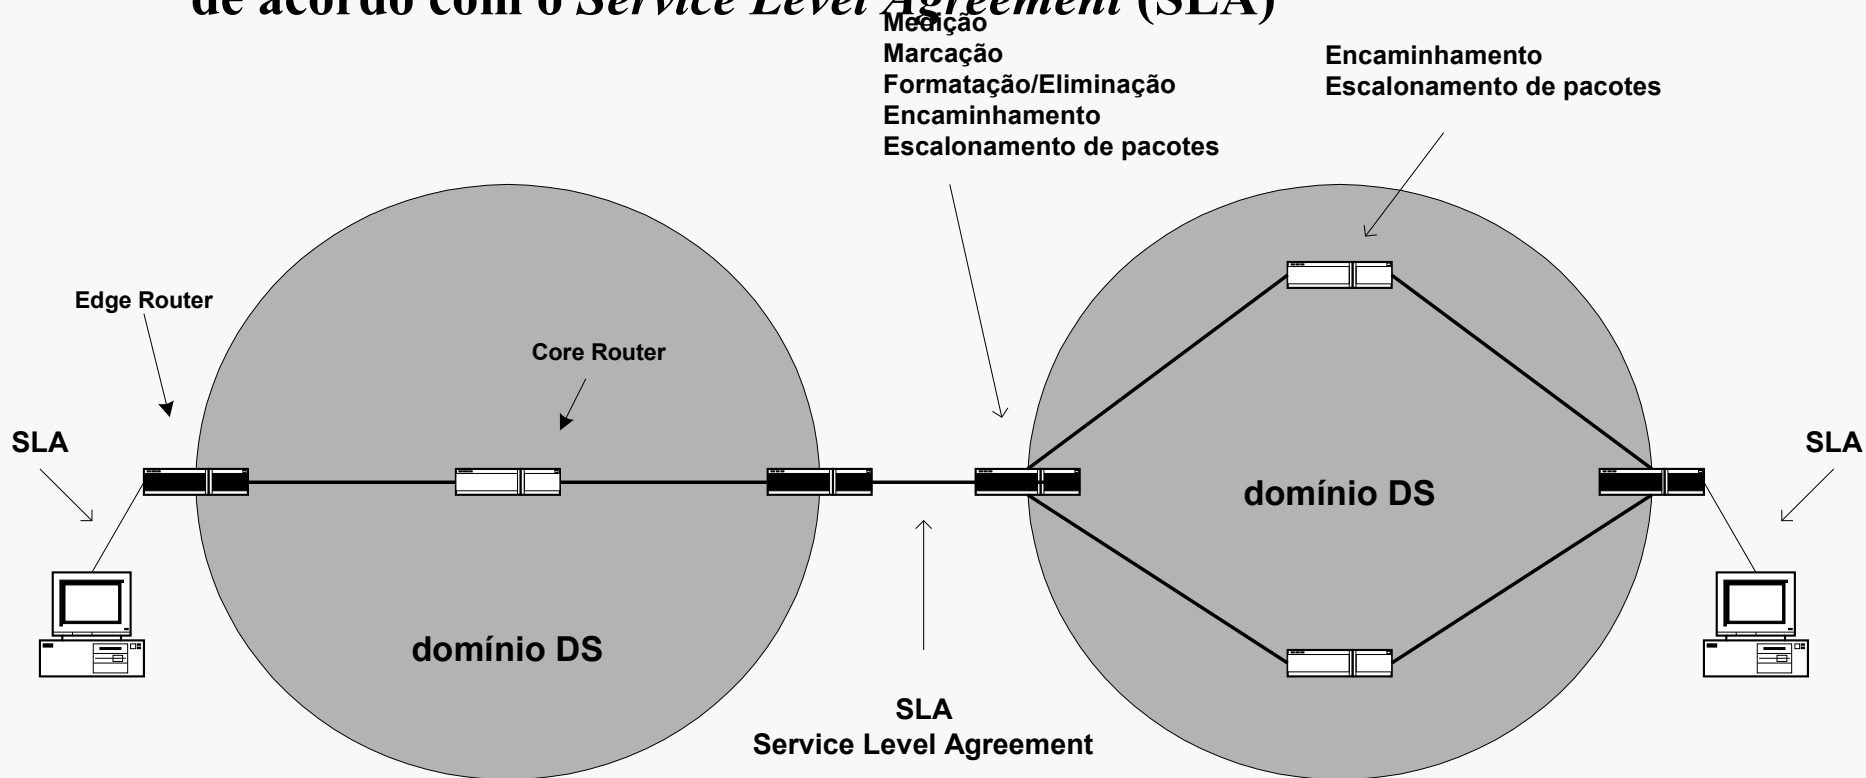 de acordo com o Service Level Agreement (SLA)
Medição
Marcação
Formatação/Eliminação
Encaminhamento
Escalonamento de pacotes
Encaminhamento
Escalonamento de pacotes
Edge Router
Core Router
SLA
SLA
domínio DS
domínio DS
SLA
Service Level Agreement